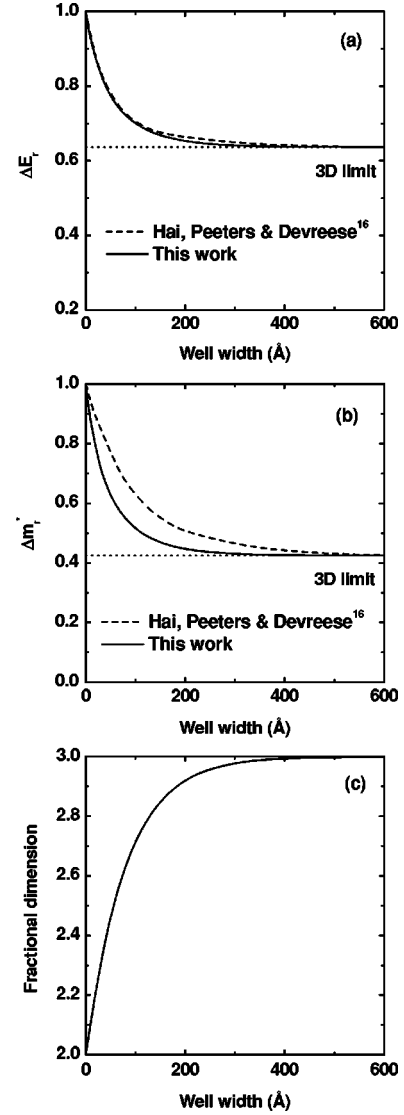 1.0
(a)
0.8
ΔE_r
0.6
3D limit
Hai, Peeters & Devreese^16
0.4
This work
0.2
0 200 400 600
Well width (Å)
1.0
(b)
0.8
Δm_r^*
0.6
0.4
3D limit
0.2
Hai, Peeters & Devreese^16
This work
0.0
0 200 400 600
Well width (Å)
3.0
(c)
2.8
Fractional dimension
2.6
2.4
2.2
2.0
0 200 400 600
Well width (Å)